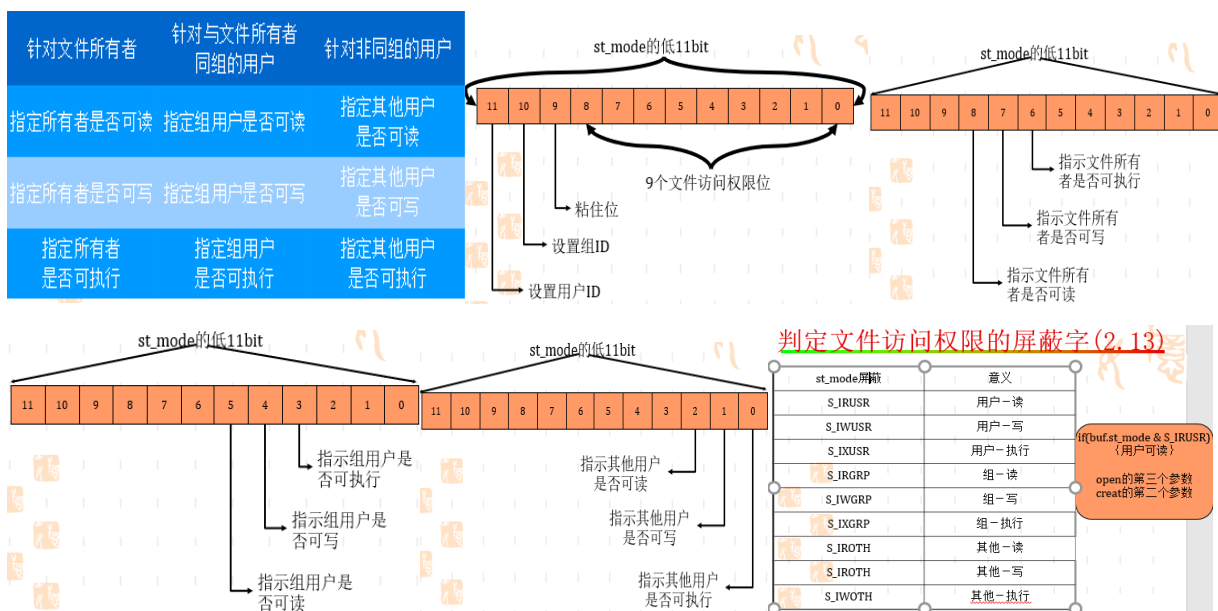 针对文件所有者
针对与文件所有者
同组的用户
针对非同组的用户
指定所有者是否可读
指定组用户是否可读
指定其他用户
是否可读
指定所有者是否可写
指定组用户是否可写
指定其他用户
是否可写
指定所有者
是否可执行
指定组用户
是否可执行
指定其他用户
是否可执行
st_mode的低11bit
11 10 9 8 7 6 5 4 3 2 1 0
9个文件访问权限位
粘住位
设置组ID
设置用户ID
st_mode的低11bit
11 10 9 8 7 6 5 4 3 2 1 0
指示文件所有
者是否可执行
指示文件所有
者是否可写
指示文件所有
者是否可读
st_mode的低11bit
11 10 9 8 7 6 5 4 3 2 1 0
指示组用户是
否可执行
指示组用户是
否可写
指示组用户是
否可读
st_mode的低11bit
11 10 9 8 7 6 5 4 3 2 1 0
指示其他用户
是否可读
指示其他用户
是否可写
指示其他用户
是否可执行
判定文件访问权限的屏蔽字(2.13)
st_mode屏蔽 意义
S_IRUSR 用户－读
S_IWUSR 用户－写
S_IXUSR 用户－执行
S_IRGRP 组－读
S_IWGRP 组－写
S_IXGRP 组－执行
S_IROTH 其他－读
S_IROTH 其他－写
S_IWOTH 其他－执行
if(buf.st_mode & S_IRUSR)
{用户可读}
open的第三个参数
creat的第二个参数